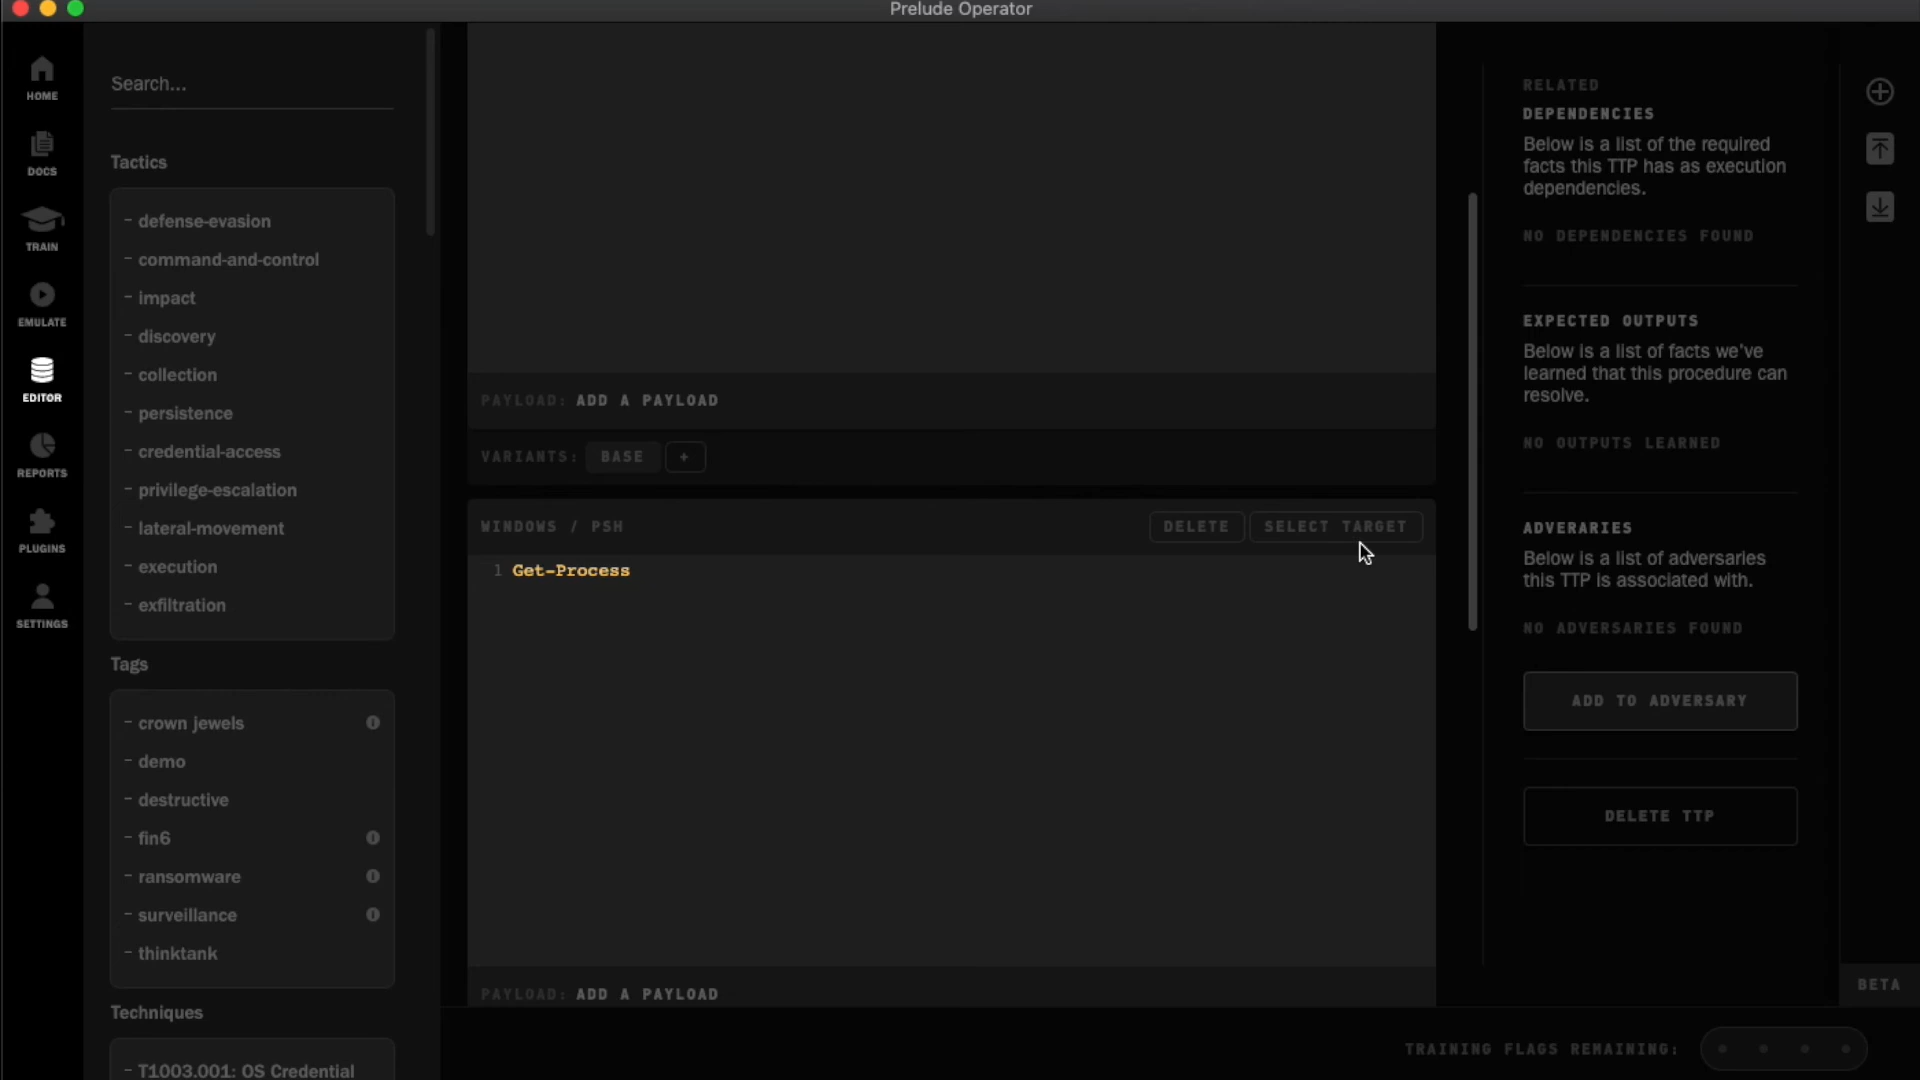 Prelude Operator
HOME
DOCS
TRAIN
EMULATE
EDITOR
REPORTS
PLUGINS
SETTINGS
Search...
Tactics
- defense-evasion
- command-and-control
- impact
- discovery
- collection
- persistence
- credential-access
- privilege-escalation
- lateral-movement
- execution
- exfiltration
Tags
- crown jewels
- demo
- destructive
- fin6
- ransomware
- surveillance
- thinktank
Techniques
- T1003.001: OS Credential
PAYLOAD: ADD A PAYLOAD
VARIANTS: BASE +
WINDOWS / PSH DELETE SELECT TARGET
1 Get-Process
PAYLOAD: ADD A PAYLOAD
RELATED
DEPENDENCIES
Below is a list of the required
facts this TTP has as execution
dependencies.
NO DEPENDENCIES FOUND
EXPECTED OUTPUTS
Below is a list of facts we've
learned that this procedure can
resolve.
NO OUTPUTS LEARNED
ADVERARIES
Below is a list of adversaries
this TTP is associated with.
NO ADVERSARIES FOUND
ADD TO ADVERSARY
DELETE TTP
BETA
TRAINING FLAGS REMAINING: